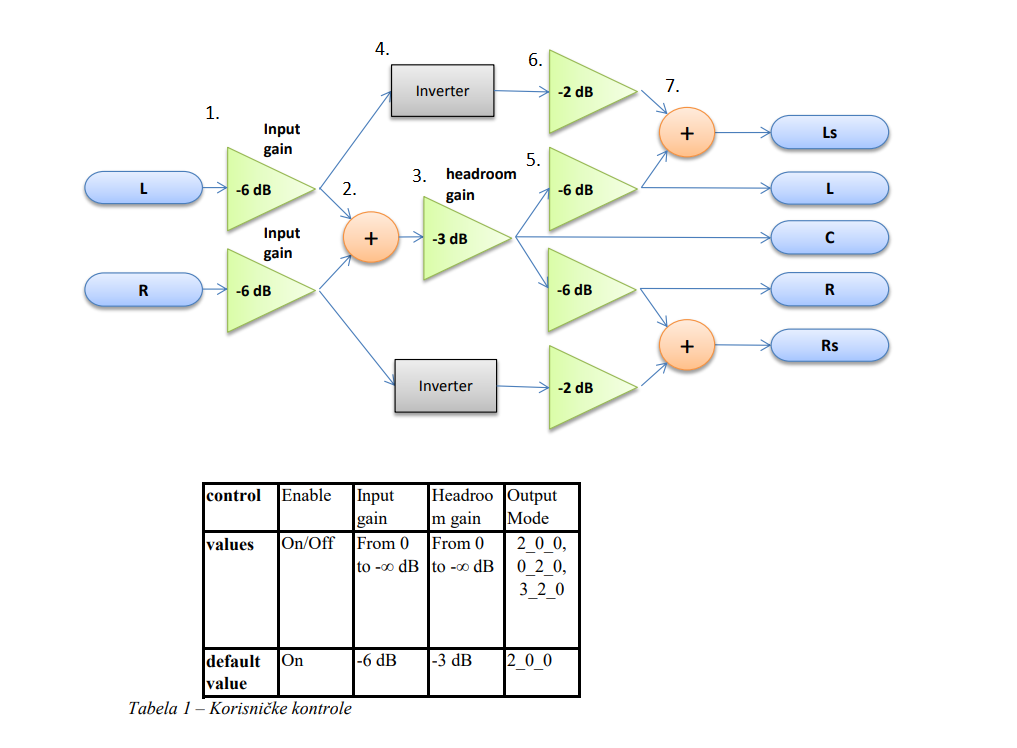 4.
6.
Inverter
-2 dB
7.
1.
Input
gain
+
Ls
5.
3.
headroom
gain
L
-6 dB
2.
-6 dB
L
Input
gain
+
-3 dB
C
R
-6 dB
-6 dB
R
+
Rs
Inverter
-2 dB
control Enable Input Headroo Output
gain m gain Mode
values On/Off From 0 From 0 2_0_0,
to -∞ dB to -∞ dB 0_2_0,
3_2_0
default On -6 dB -3 dB 2_0_0
value
Tabela 1 – Korisničke kontrole